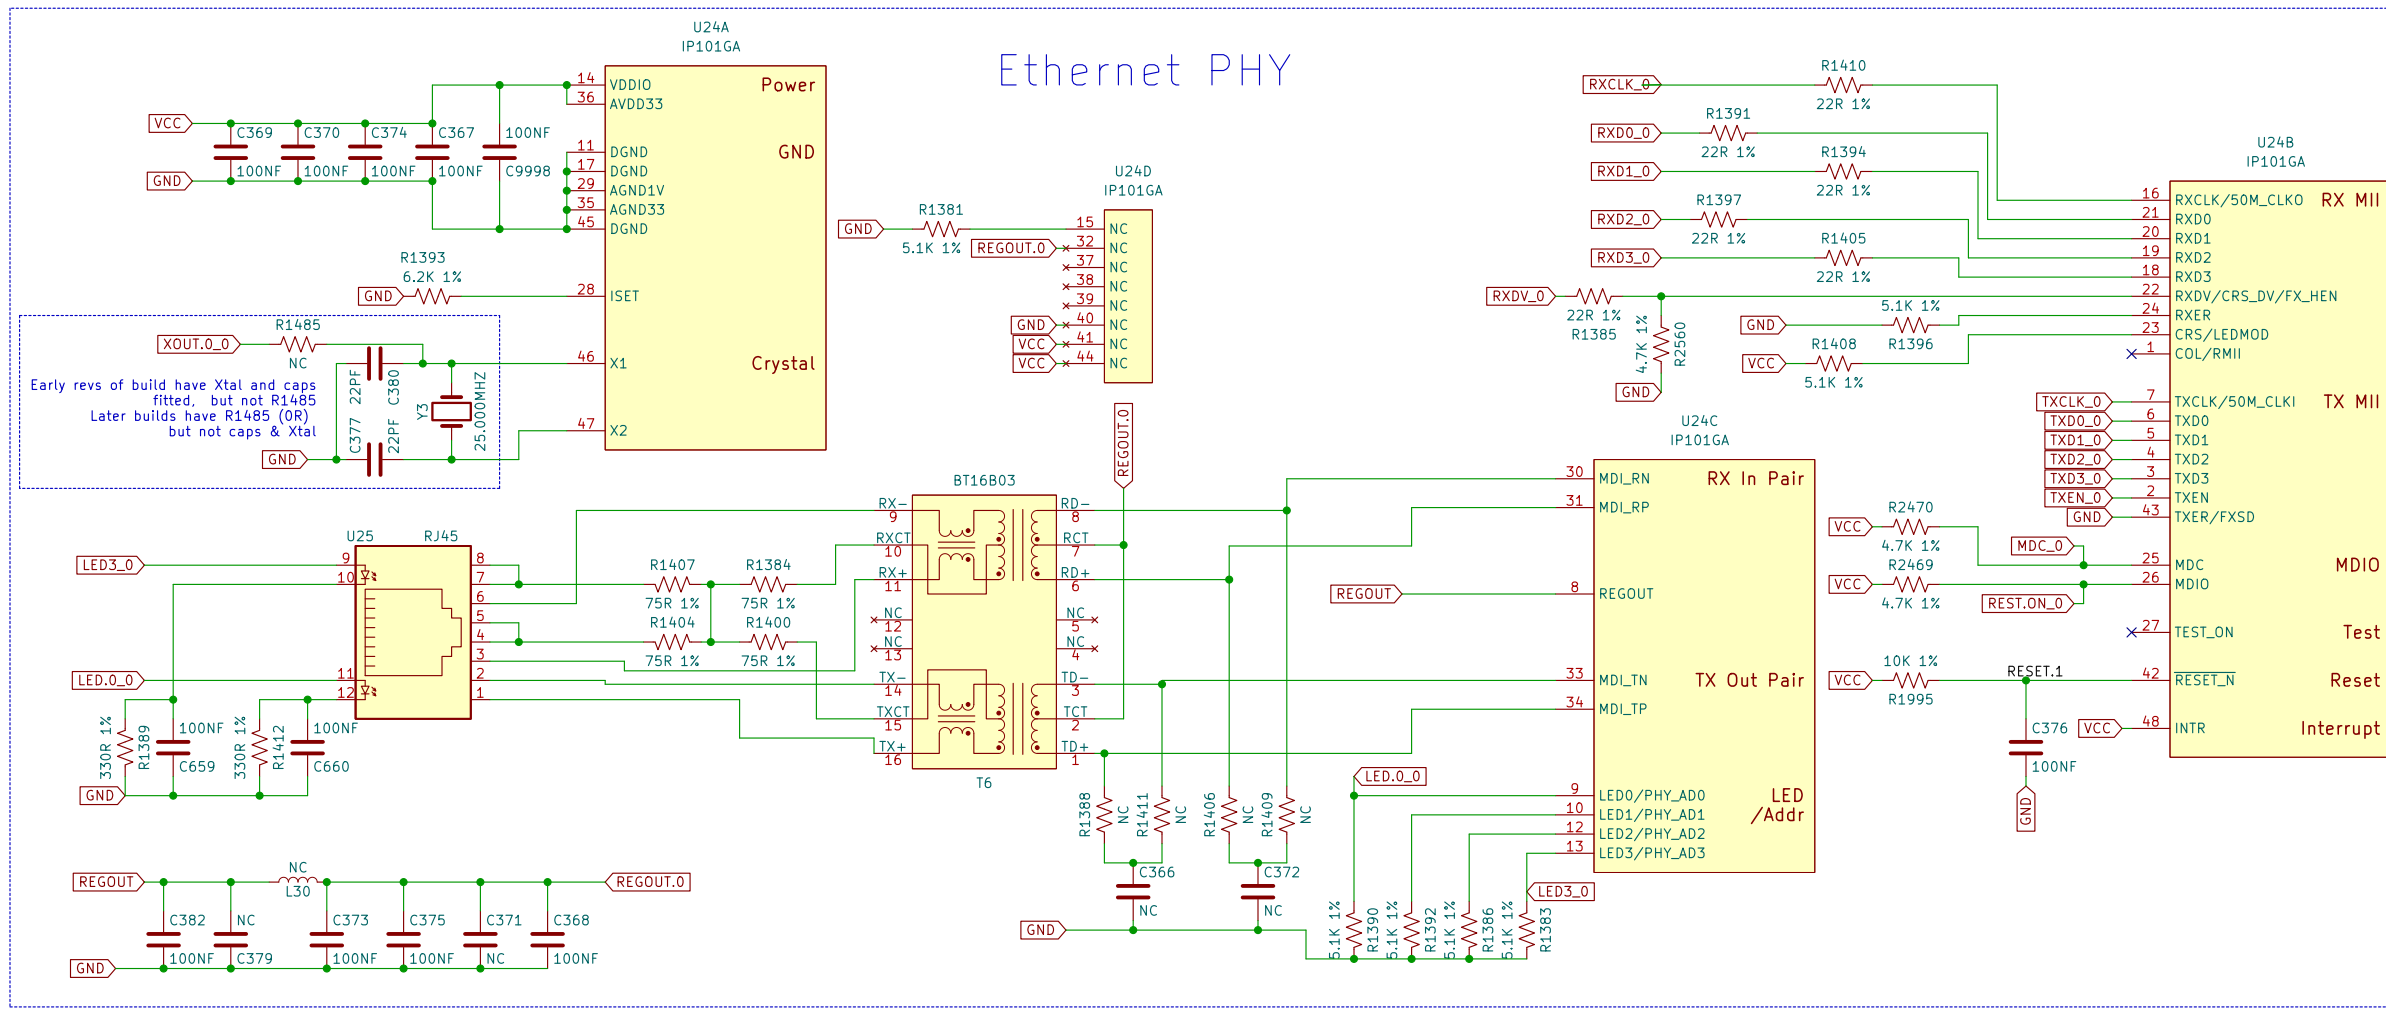 Ethernet PHY
U24A
IP101GA
Power
GND
Crystal
14 VDDIO
36 AVDD33
11 DGND
17 DGND
29 AGND1V
35 AGND33
45 DGND
28 ISET
46 X1
47 X2
VCC
GND
C369
100NF
C370
100NF
C374
100NF
C367
100NF
100NF
C9998
R1393
6.2K 1%
GND
XOUT.0_0
R1485
NC
Early revs of build have Xtal and caps
fitted, but not R1485
Later builds have R1485 (0R)
but not caps & Xtal
GND
22PF
C380
C377
22PF
Y3
25.000MHZ
U24D
IP101GA
GND
R1381
5.1K 1%
15 NC
REGOUT.0 32 NC
37 NC
38 NC
39 NC
GND 40 NC
VCC 41 NC
VCC 44 NC
REGOUT.0
RXCLK_0
R1410
22R 1%
RXD0_0
R1391
22R 1%
RXD1_0
R1394
22R 1%
RXD2_0
R1397
22R 1%
RXD3_0
R1405
22R 1%
RXDV_0
22R 1%
R1385
4.7K 1%
R2560
GND
GND
5.1K 1%
R1396
VCC
R1408
5.1K 1%
U24B
IP101GA
RX MII
TX MII
MDIO
Test
Reset
Interrupt
16 RXCLK/50M_CLKO
21 RXD0
20 RXD1
19 RXD2
18 RXD3
22 RXDV/CRS_DV/FX_HEN
24 RXER
23 CRS/LEDMOD
1 COL/RMII
TXCLK_0 7 TXCLK/50M_CLKI
TXD0_0 6 TXD0
TXD1_0 5 TXD1
TXD2_0 4 TXD2
TXD3_0 3 TXD3
TXEN_0 2 TXEN
GND 43 TXER/FXSD
25 MDC
26 MDIO
27 TEST_ON
42 RESET_N
VCC 48 INTR
VCC
R2470
4.7K 1%
MDC_0
VCC
R2469
4.7K 1%
REST.ON_0
VCC
10K 1%
R1995
RESET.1
C376
100NF
GND
U25
RJ45
LED3_0
LED.0_0
9
10
11
12
8
7
6
5
4
3
2
1
330R 1%
R1389
100NF
C659
330R 1%
R1412
100NF
C660
GND
R1407
75R 1%
R1384
75R 1%
R1404
75R 1%
R1400
75R 1%
BT16B03
T6
RX-
9
RXCT
10
RX+
11
NC
12
NC
13
TX-
14
TXCT
15
TX+
16
RD-
8
RCT
7
RD+
6
NC
5
NC
4
TD-
3
TCT
2
TD+
1
R1388
NC
R1411
NC
R1406
NC
R1409
NC
C366
NC
C372
NC
GND
U24C
IP101GA
RX In Pair
TX Out Pair
LED
/Addr
30 MDI_RN
31 MDI_RP
REGOUT 8 REGOUT
33 MDI_TN
34 MDI_TP
LED.0_0
9 LED0/PHY_AD0
10 LED1/PHY_AD1
12 LED2/PHY_AD2
13 LED3/PHY_AD3
LED3_0
5.1K 1%
R1390
5.1K 1%
R1392
5.1K 1%
R1386
5.1K 1%
R1383
REGOUT
NC
L30
REGOUT.0
C382
100NF
NC
C379
C373
100NF
C375
100NF
C371
NC
C368
100NF
GND